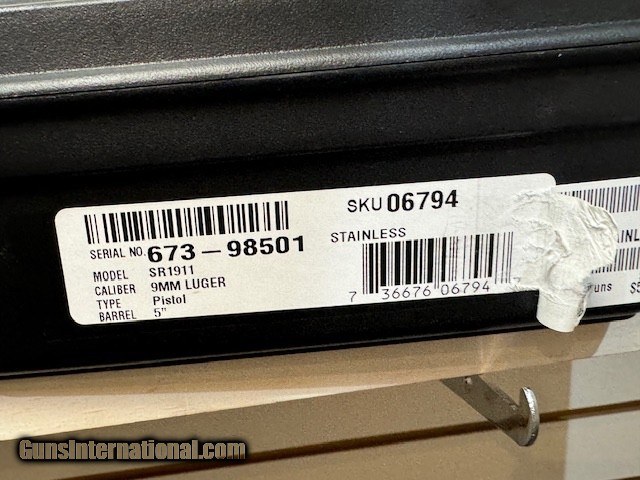 SKU 06794
SERIAL NO. 673-98501
STAINLESS
MODEL SR1911
CALIBER 9MM LUGER
TYPE Pistol
BARREL 5"
7 36676 06794
GunsInternational.com